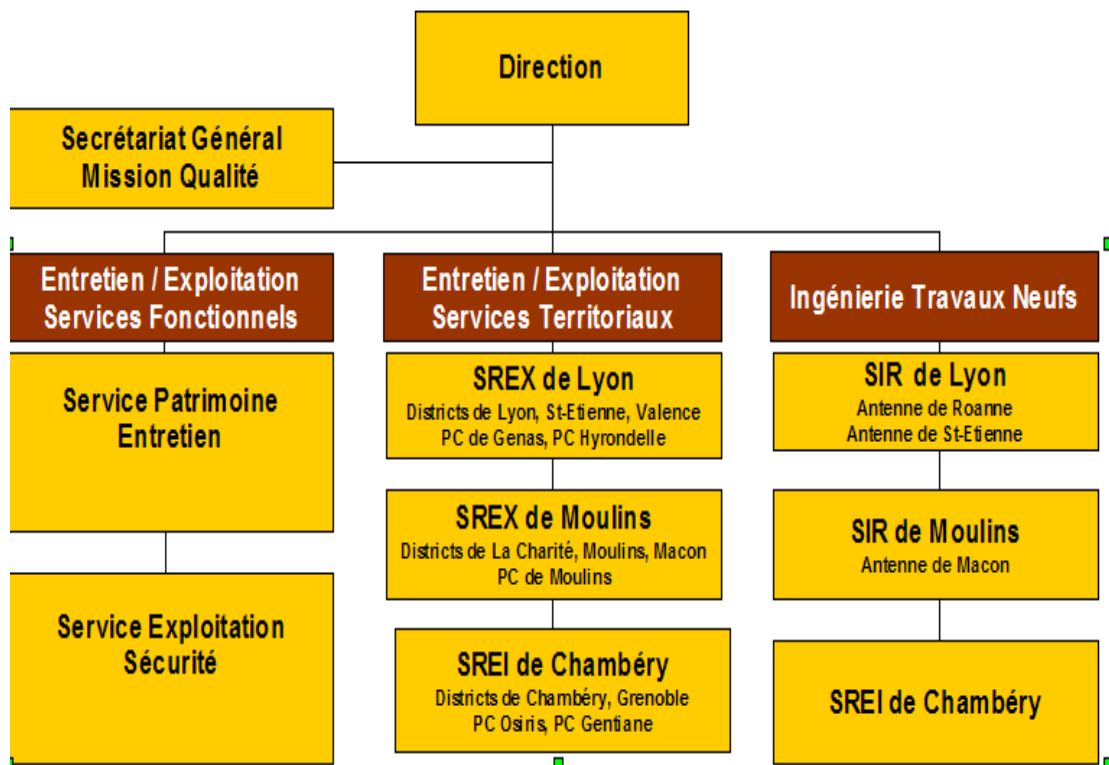 Direction
Secrétariat Général
Mission Qualité
Entretien / Exploitation
Services Fonctionnels
Service Patrimoine
Entretien
Service Exploitation
Sécurité
Entretien / Exploitation
Services Territoriaux
SREX de Lyon
Districts de Lyon, St-Etienne, Valence
PC de Genas, PC Hyrondelle
SREX de Moulins
Districts de La Charité, Moulins, Macon
PC de Moulins
SREI de Chambéry
Districts de Chambéry, Grenoble
PC Osiris, PC Gentiane
Ingénierie Travaux Neufs
SIR de Lyon
Antenne de Roanne
Antenne de St-Etienne
SIR de Moulins
Antenne de Macon
SREI de Chambéry